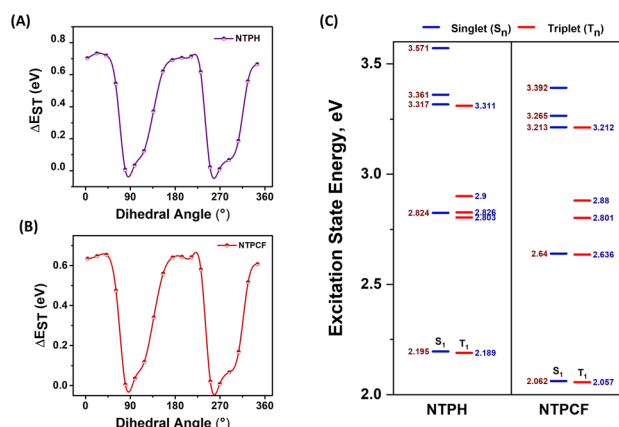 (A)
NTPH
ΔE_ST (eV)
0.8
0.6
0.4
0.2
0.0
0 90 180 270 360
Dihedral Angle (°)
(B)
NTPCF
ΔE_ST (eV)
0.6
0.4
0.2
0.0
0 90 180 270 360
Dihedral Angle (°)
(C)
Singlet (S_n) Triplet (T_n)
Excitation State Energy, eV
3.5
3.0
2.5
2.0
3.571
3.361
3.317
3.311
2.9
2.824
2.826
2.803
S₁ T₁
2.195
2.189
3.392
3.265
3.213
3.212
2.88
2.801
2.64
2.636
S₁ T₁
2.062
2.057
NTPH NTPCF